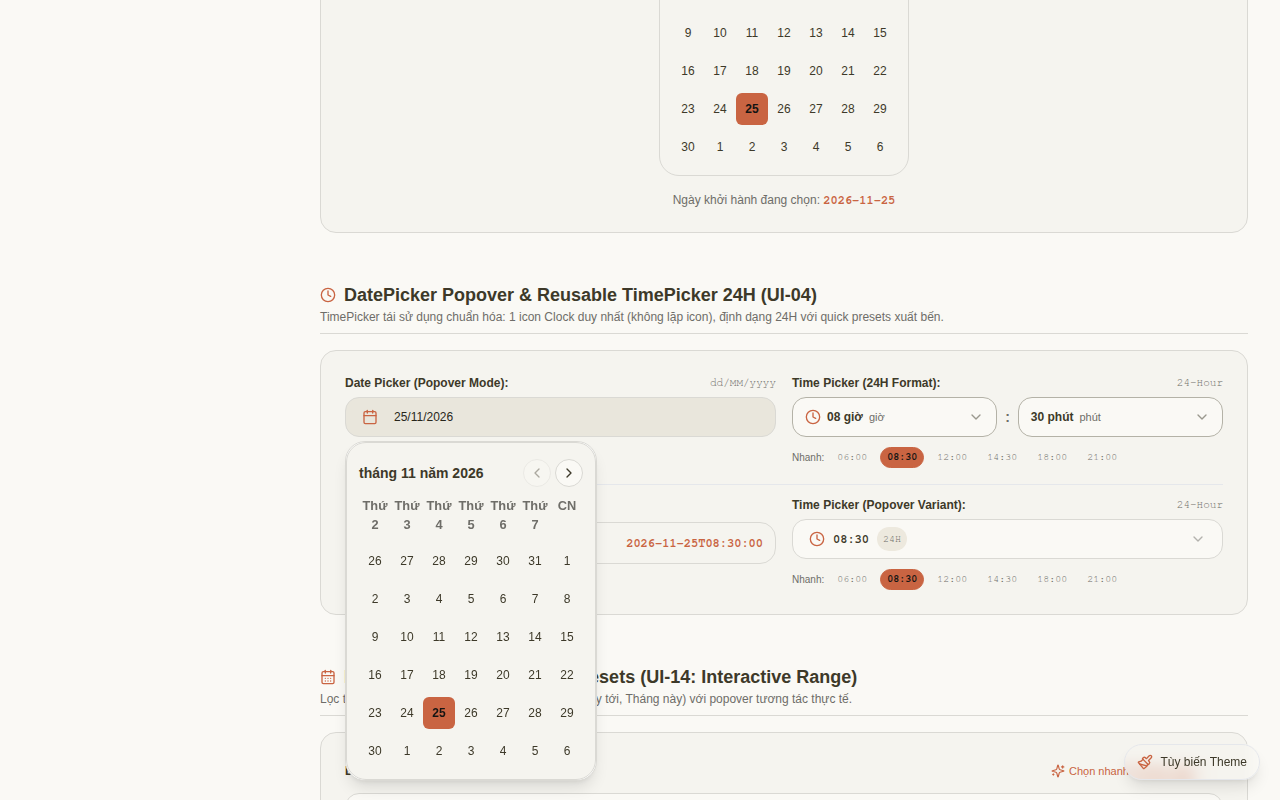 9 10 11 12 13 14 15
16 17 18 19 20 21 22
23 24 25 26 27 28 29
30 1 2 3 4 5 6
Ngày khởi hành đang chọn: 2026-11-25
DatePicker Popover & Reusable TimePicker 24H (UI-04)
TimePicker tái sử dụng chuẩn hóa: 1 icon Clock duy nhất (không lặp icon), định dạng 24H với quick presets xuất bến.
Date Picker (Popover Mode): dd/MM/yyyy
25/11/2026
tháng 11 năm 2026
Thứ 2 Thứ 3 Thứ 4 Thứ 5 Thứ 6 Thứ 7 CN
26 27 28 29 30 31 1
2 3 4 5 6 7 8
9 10 11 12 13 14 15
16 17 18 19 20 21 22
23 24 25 26 27 28 29
30 1 2 3 4 5 6
2026-11-25T08:30:00
Time Picker (24H Format): 24-Hour
08 giờ giờ : 30 phút phút
Nhanh: 06:00 08:30 12:00 14:30 18:00 21:00
Time Picker (Popover Variant): 24-Hour
08:30 24H
Nhanh: 06:00 08:30 12:00 14:30 18:00 21:00
(UI-14: Interactive Range)
Lọc
tới, Tháng này) với popover tương tác thực tế.
Chọn nhanh
Tùy biến Theme